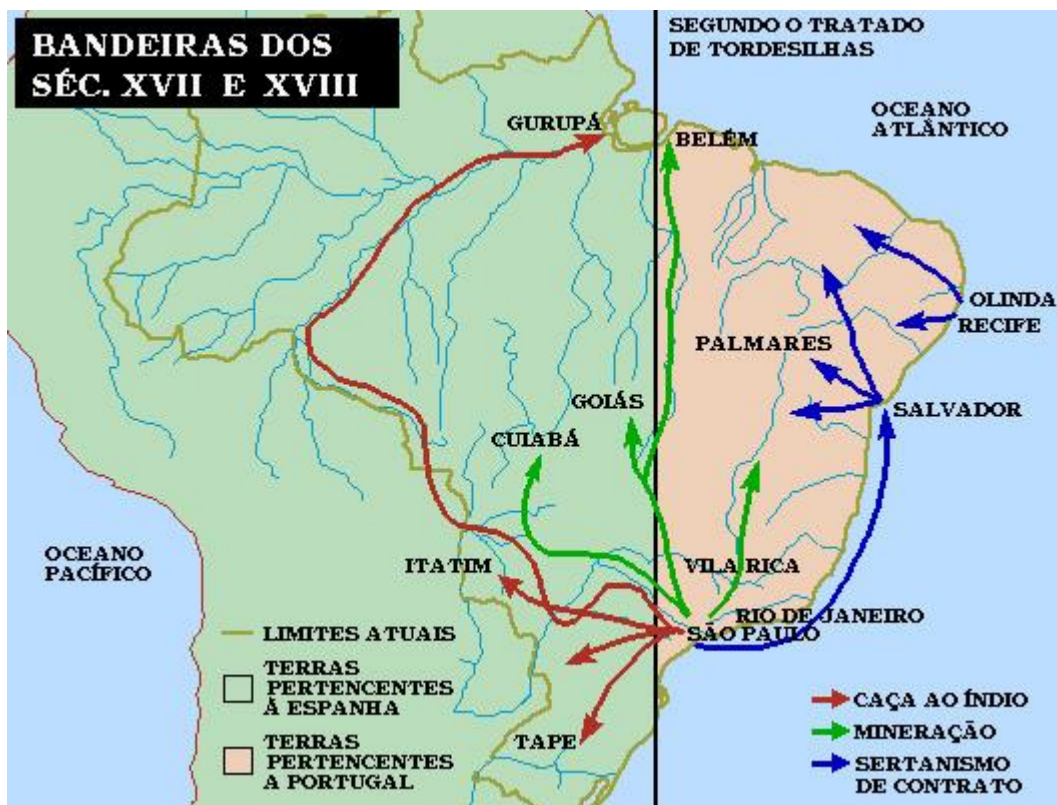 BANDEIRAS DOS
SÉC. XVII E XVIII
SEGUNDO O TRATADO
DE TORDESILHAS
OCEANO
ATLÂNTICO
GURUPÁ
BELÉM
OLINDA
RECIFE
PALMARES
SALVADOR
GOIÁS
CUIABÁ
OCEANO
PACÍFICO
ITATIM
VILA RICA
RIO DE JANEIRO
SÃO PAULO
TAPE
LIMITES ATUAIS
TERRAS
PERTENCENTES
À ESPANHA
TERRAS
PERTENCENTES
A PORTUGAL
CAÇA AO ÍNDIO
MINERAÇÃO
SERTANISMO
DE CONTRATO